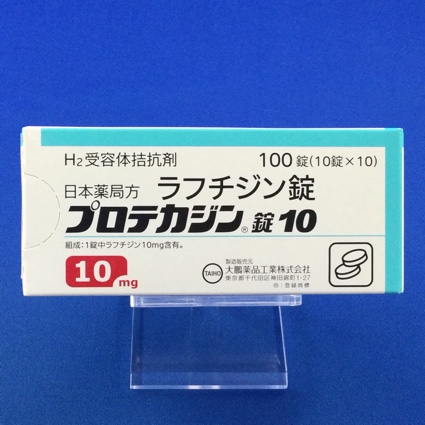 H2受容体拮抗剤
100錠(10錠×10)
日本薬局方 ラフチジン錠
プロテカジン®錠10
組成:1錠中ラフチジン10mg含有。
10mg
製造販売元
TAIHO 大鵬薬品工業株式会社
東京都千代田区神田錦町1-27
®:登録商標